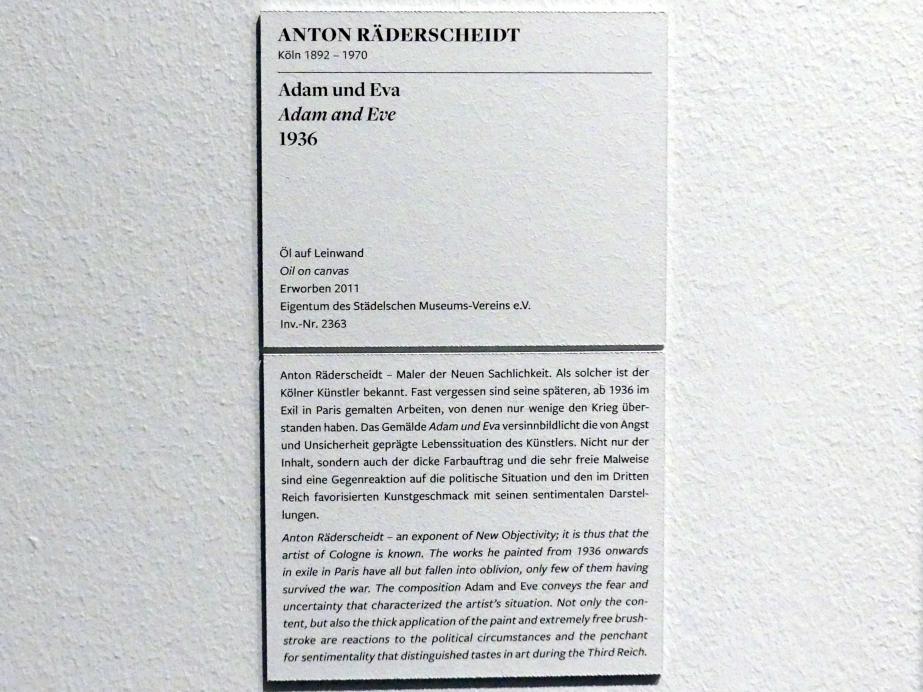 ANTON RÄDERSCHEIDT
Köln 1892 – 1970
Adam und Eva
Adam and Eve
1936
Öl auf Leinwand
Oil on canvas
Erworben 2011
Eigentum des Städelschen Museums-Vereins e.V.
Inv.-Nr. 2363
Anton Räderscheidt – Maler der Neuen Sachlichkeit. Als solcher ist der
Kölner Künstler bekannt. Fast vergessen sind seine späteren, ab 1936 im
Exil in Paris gemalten Arbeiten, von denen nur wenige den Krieg über-
standen haben. Das Gemälde Adam und Eva versinnbildlicht die von Angst
und Unsicherheit geprägte Lebenssituation des Künstlers. Nicht nur der
Inhalt, sondern auch der dicke Farbauftrag und die sehr freie Malweise
sind eine Gegenreaktion auf die politische Situation und den im Dritten
Reich favorisierten Kunstgeschmack mit seinen sentimentalen Darstel-
lungen.
Anton Räderscheidt – an exponent of New Objectivity; it is thus that the
artist of Cologne is known. The works he painted from 1936 onwards
in exile in Paris have all but fallen into oblivion, only few of them having
survived the war. The composition Adam and Eve conveys the fear and
uncertainty that characterized the artist's situation. Not only the con-
tent, but also the thick application of the paint and extremely free brush-
stroke are reactions to the political circumstances and the penchant
for sentimentality that distinguished tastes in art during the Third Reich.